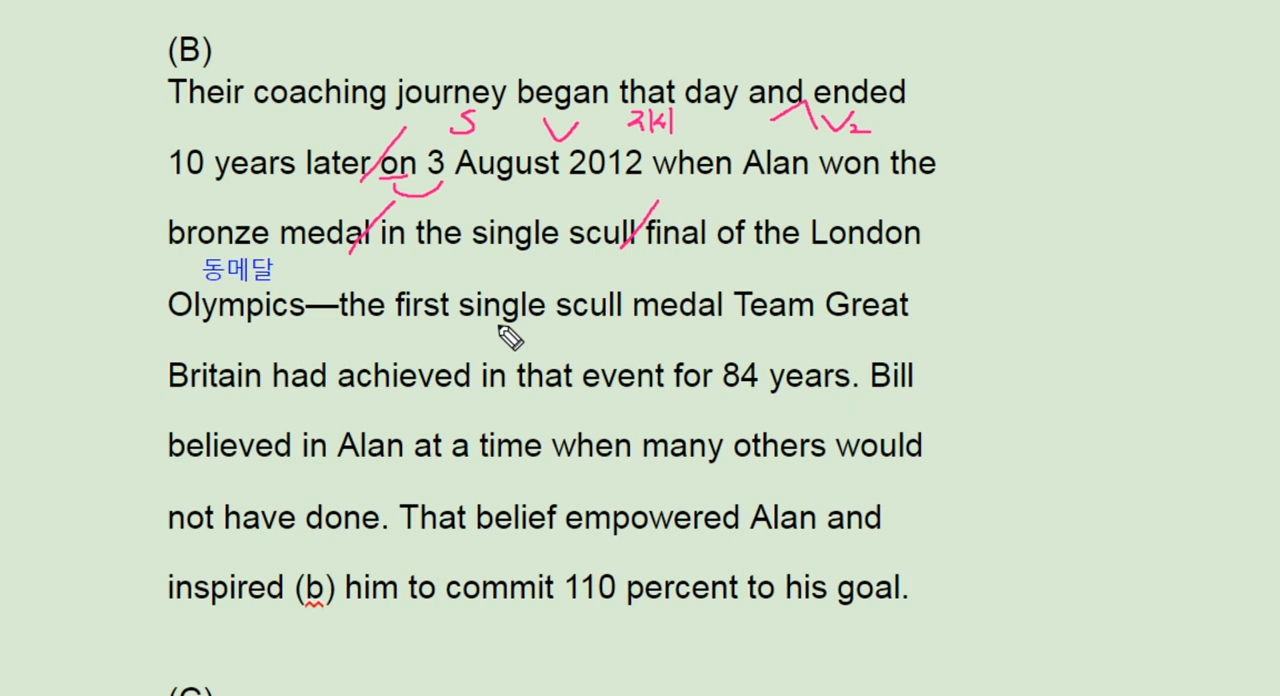 (B)
Their coaching journey began that day and ended
S V 지시 V2
10 years later on 3 August 2012 when Alan won the
bronze medal in the single scull final of the London
동메달
Olympics—the first single scull medal Team Great
Britain had achieved in that event for 84 years. Bill
believed in Alan at a time when many others would
not have done. That belief empowered Alan and
inspired (b) him to commit 110 percent to his goal.